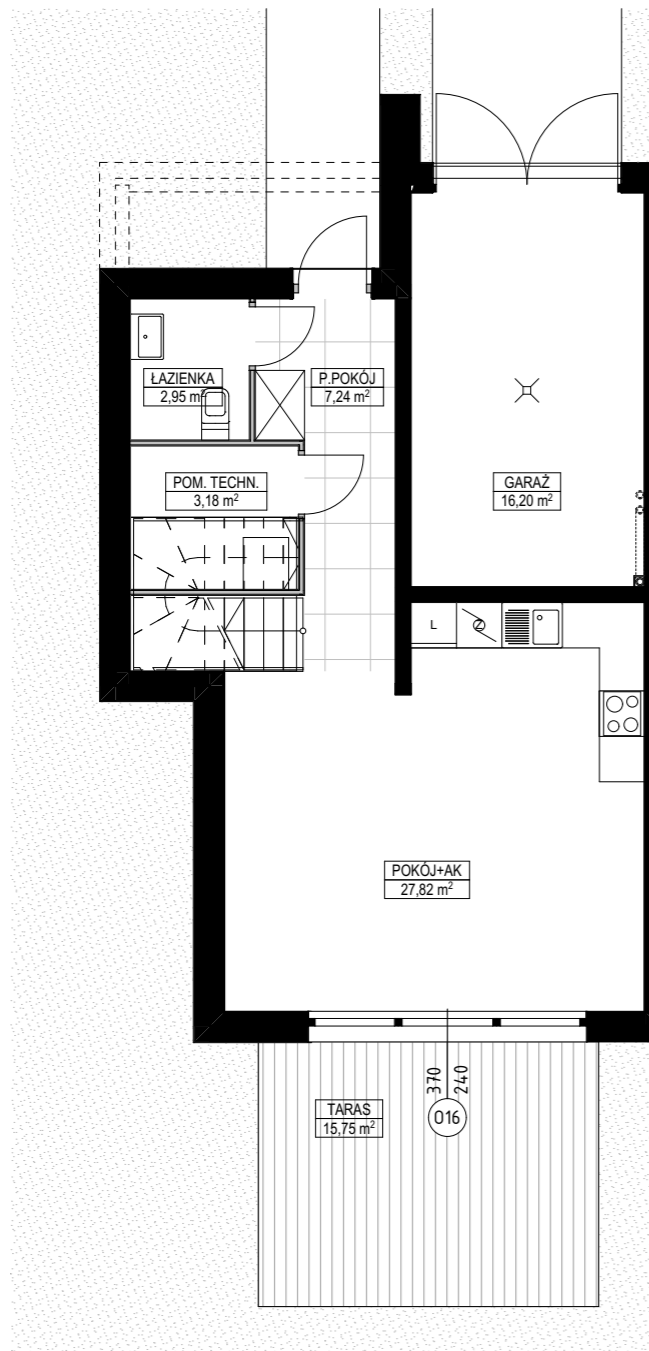 ŁAZIENKA
2,95 m²
P.POKÓJ
7,24 m²
POM. TECHN.
3,18 m²
GARAŻ
16,20 m²
L
Z
POKÓJ+AK
27,82 m²
370
240
O16
TARAS
15,75 m²